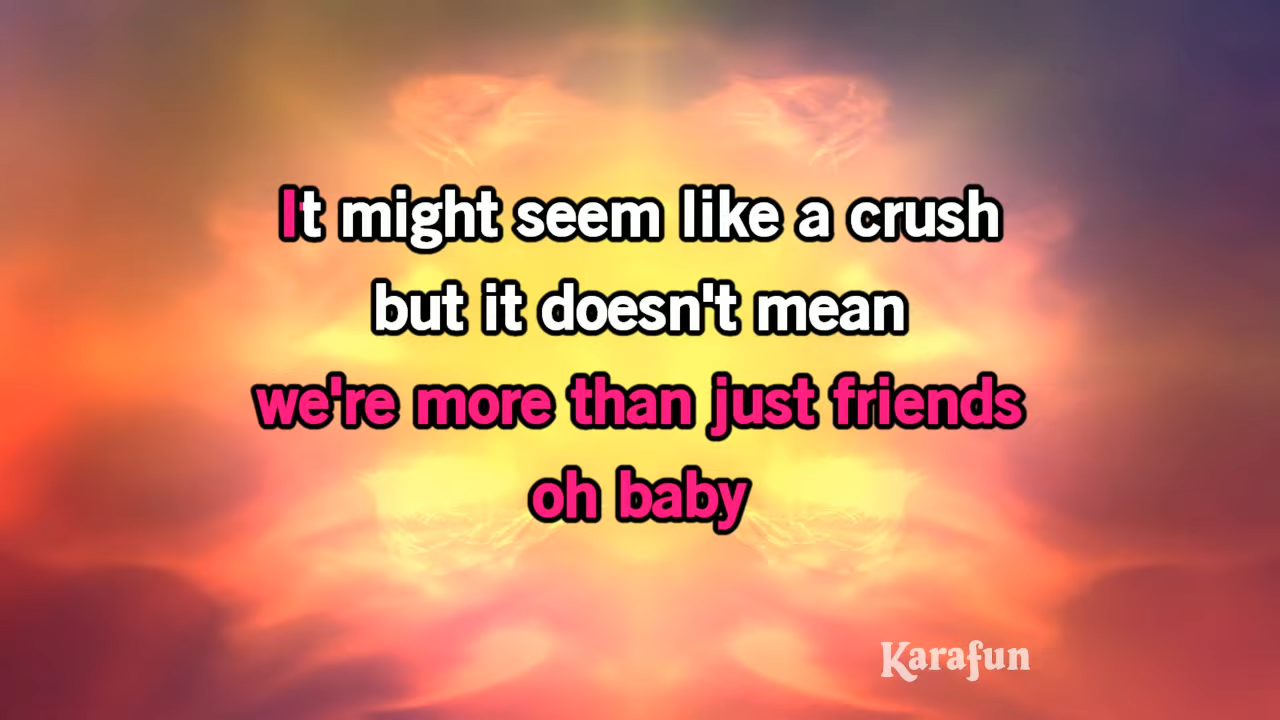 It might seem like a crush
but it doesn't mean
we're more than just friends
oh baby
Karafun